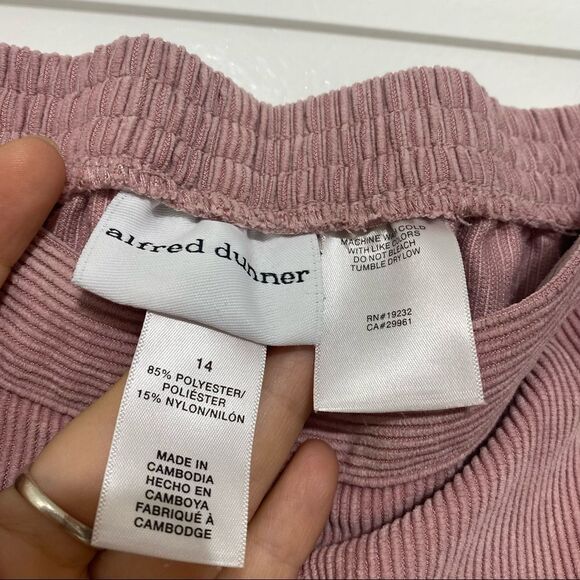 alfred dunner
14
85% POLYESTER/
POLIÉSTER
15% NYLON/NILÓN
MADE IN
CAMBODIA
HECHO EN
CAMBOYA
FABRIQUÉ À
CAMBODGE
MACHINE WASH COLD
WITH LIKE COLORS
DO NOT BLEACH
TUMBLE DRY LOW
RN#19232
CA#29961